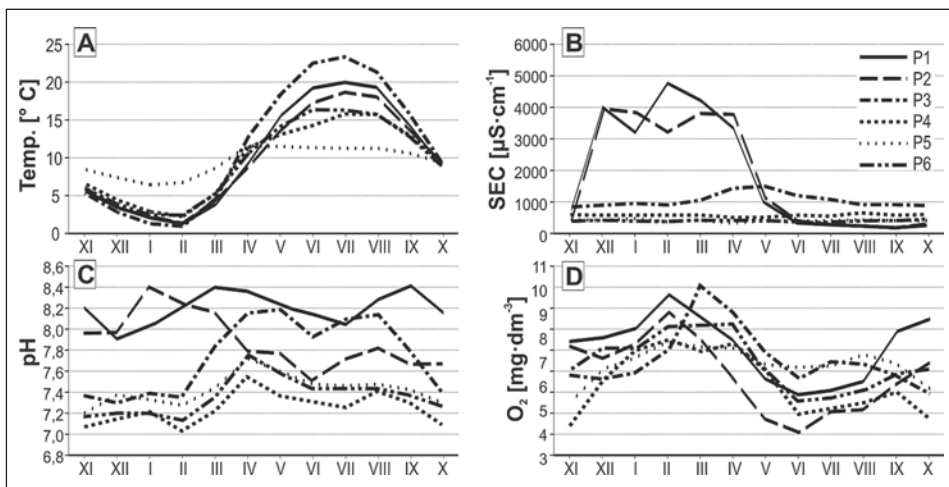 A
Temp. [° C]
25
20
15
10
5
0
XI XII I II III IV V VI VII VIII IX X
B
SEC [µS·cm⁻¹]
6000
5000
4000
3000
2000
1000
0
XI XII I II III IV V VI VII VIII IX X
P1
P2
P3
P4
P5
P6
C
pH
8,6
8,4
8,2
8,0
7,8
7,6
7,4
7,2
7,0
6,8
XI XII I II III IV V VI VII VIII IX X
D
O₂ [mg·dm⁻³]
11
10
9
8
7
6
5
4
3
XI XII I II III IV V VI VII VIII IX X